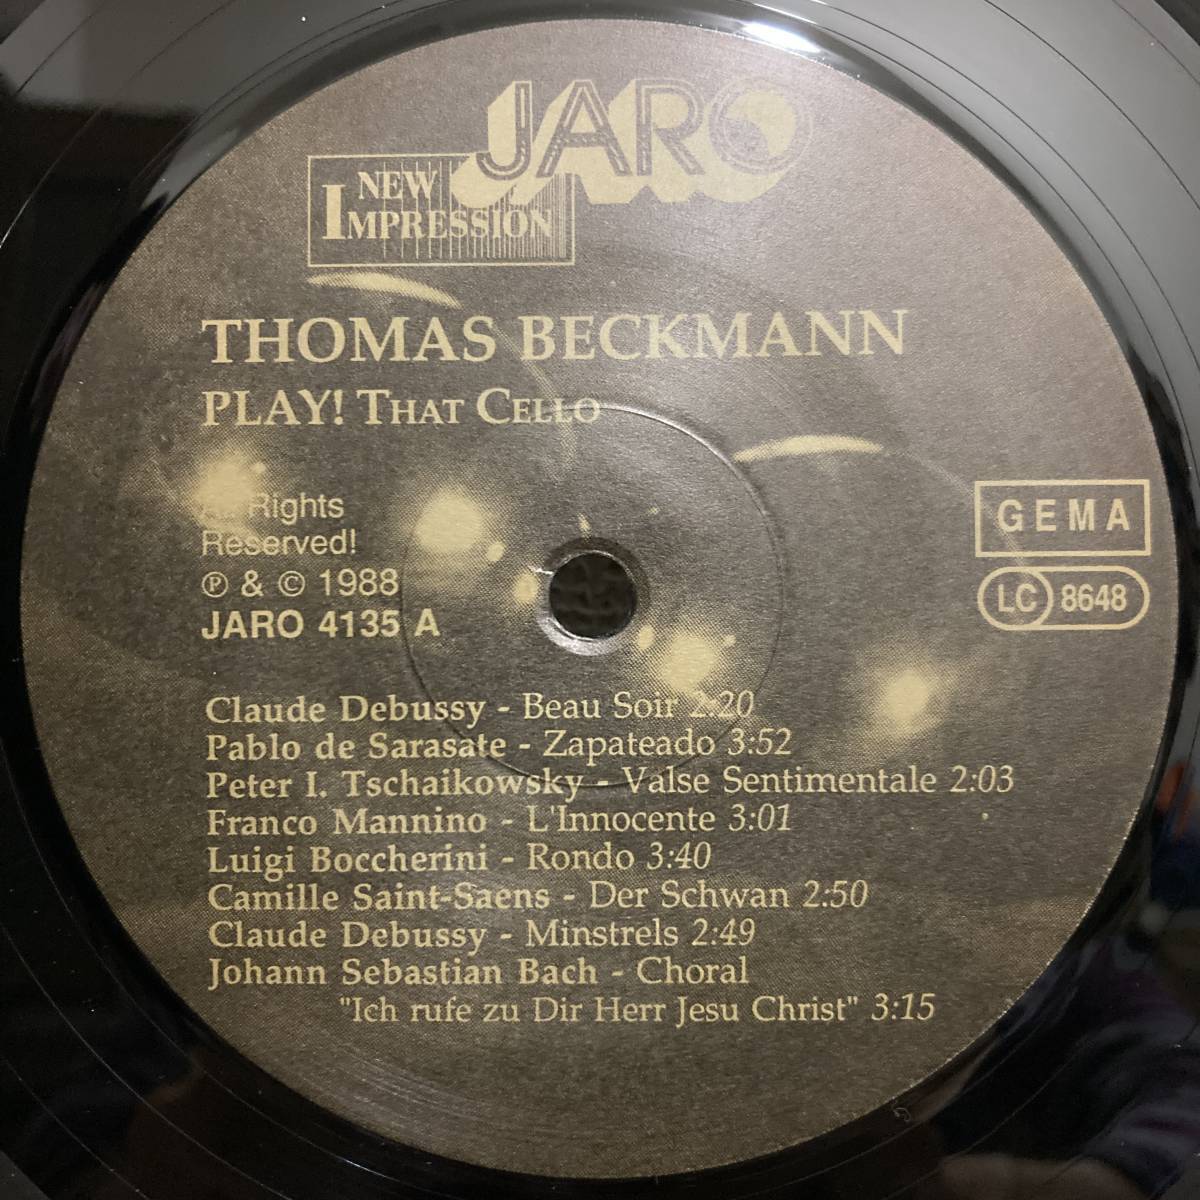 JARO
NEW
IMPRESSION
THOMAS BECKMANN
PLAY! THAT CELLO
All Rights
Reserved!
℗ & © 1988
JARO 4135 A
GEMA
LC 8648
Claude Debussy - Beau Soir 2:20
Pablo de Sarasate - Zapateado 3:52
Peter I. Tschaikowsky - Valse Sentimentale 2:03
Franco Mannino - L'Innocente 3:01
Luigi Boccherini - Rondo 3:40
Camille Saint-Saens - Der Schwan 2:50
Claude Debussy - Minstrels 2:49
Johann Sebastian Bach - Choral
"Ich rufe zu Dir Herr Jesu Christ" 3:15